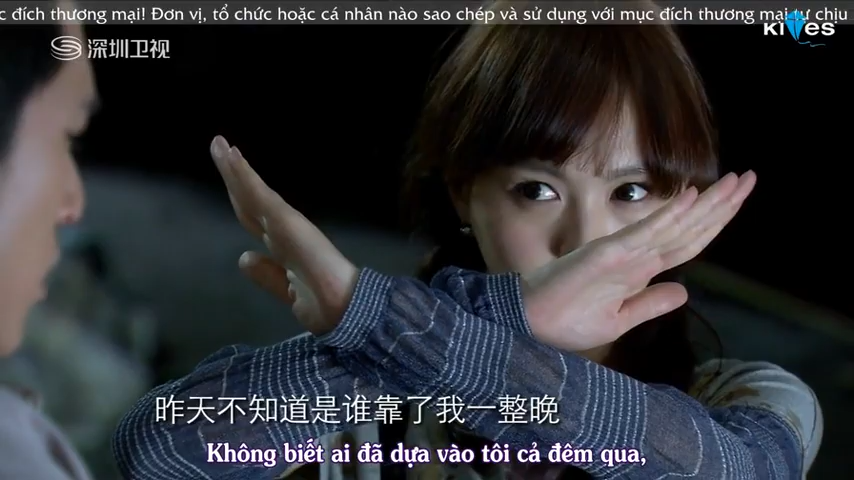 c đích thương mại! Đơn vị, tổ chức hoặc cá nhân nào sao chép và sử dụng với mục đích thương mại tự chịu
KITES
深圳卫视
昨天不知道是谁靠了我一整晚
Không biết ai đã dựa vào tôi cả đêm qua,